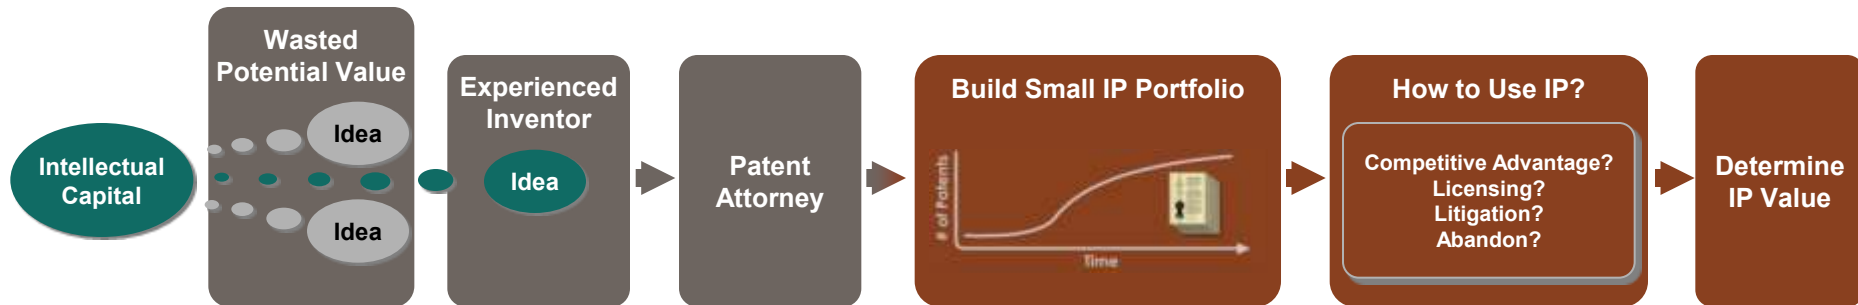 Intellectual
Capital
Wasted
Potential Value
Idea
Idea
Experienced
Inventor
Idea
Patent
Attorney
Build Small IP Portfolio
# of Patents
Time
How to Use IP?
Competitive Advantage?
Licensing?
Litigation?
Abandon?
Determine
IP Value